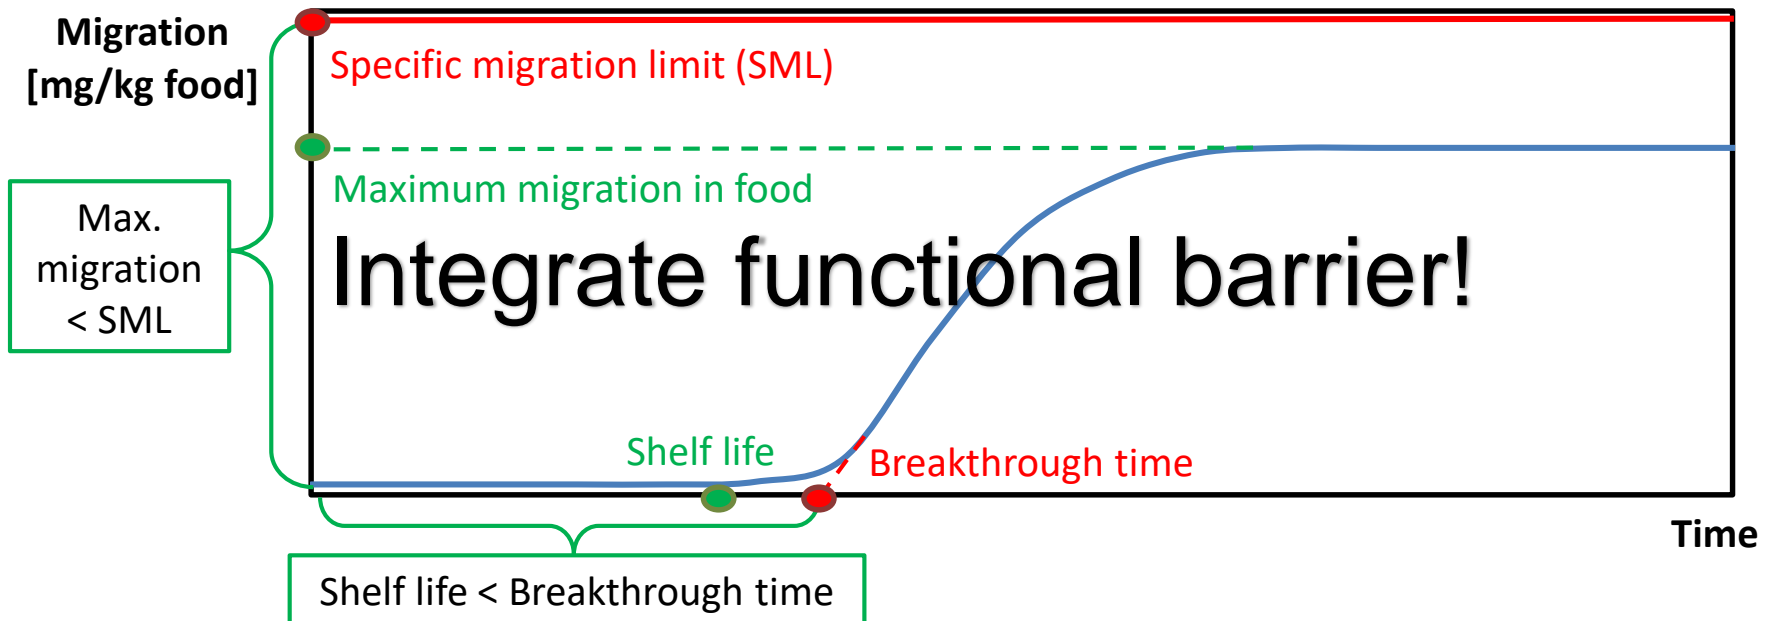 Migration
[mg/kg food]
Specific migration limit (SML)
Maximum migration in food
Max.
migration
< SML
Integrate functional barrier!
Shelf life
Breakthrough time
Time
Shelf life < Breakthrough time